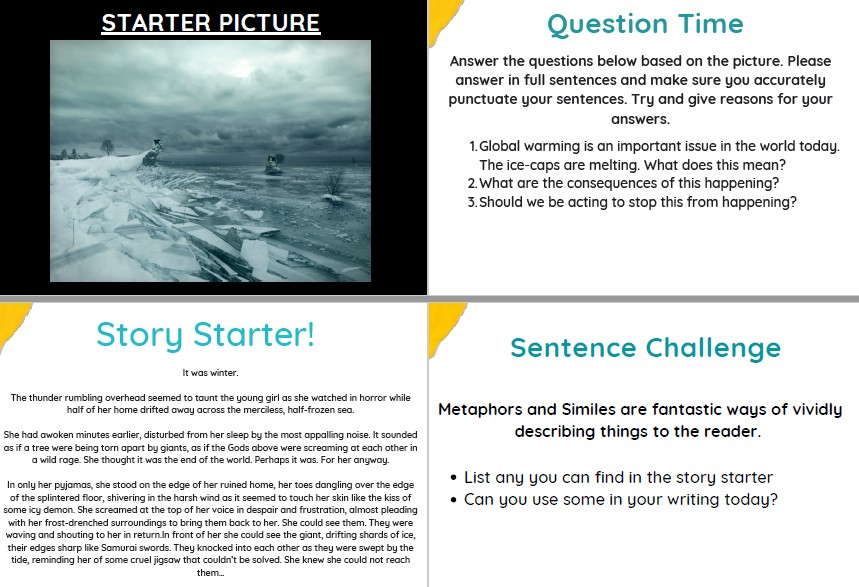 STARTER PICTURE
Question Time
Answer the questions below based on the picture. Please
answer in full sentences and make sure you accurately
punctuate your sentences. Try and give reasons for your
answers.
1.Global warming is an important issue in the world today.
The ice-caps are melting. What does this mean?
2.What are the consequences of this happening?
3.Should we be acting to stop this from happening?
Story Starter!
It was winter.
The thunder rumbling overhead seemed to taunt the young girl as she watched in horror while
half of her home drifted away across the merciless, half-frozen sea.
She had awoken minutes earlier, disturbed from her sleep by the most appalling noise. It sounded
as if a tree were being torn apart by giants, as if the Gods above were screaming at each other in
a wild rage. She thought it was the end of the world. Perhaps it was. For her anyway.
In only her pyjamas, she stood on the edge of her ruined home, her toes dangling over the edge
of the splintered floor, shivering in the harsh wind as it seemed to touch her skin like the kiss of
some icy demon. She screamed at the top of her voice in despair and frustration, almost pleading
with her frost-drenched surroundings to bring them back to her. She could see them. They were
waving and shouting to her in return.In front of her she could see the giant, drifting shards of ice,
their edges sharp like Samurai swords. They knocked into each other as they were swept by the
tide, reminding her of some cruel jigsaw that couldn't be solved. She knew she could not reach
them...
Sentence Challenge
Metaphors and Similes are fantastic ways of vividly
describing things to the reader.
• List any you can find in the story starter
• Can you use some in your writing today?